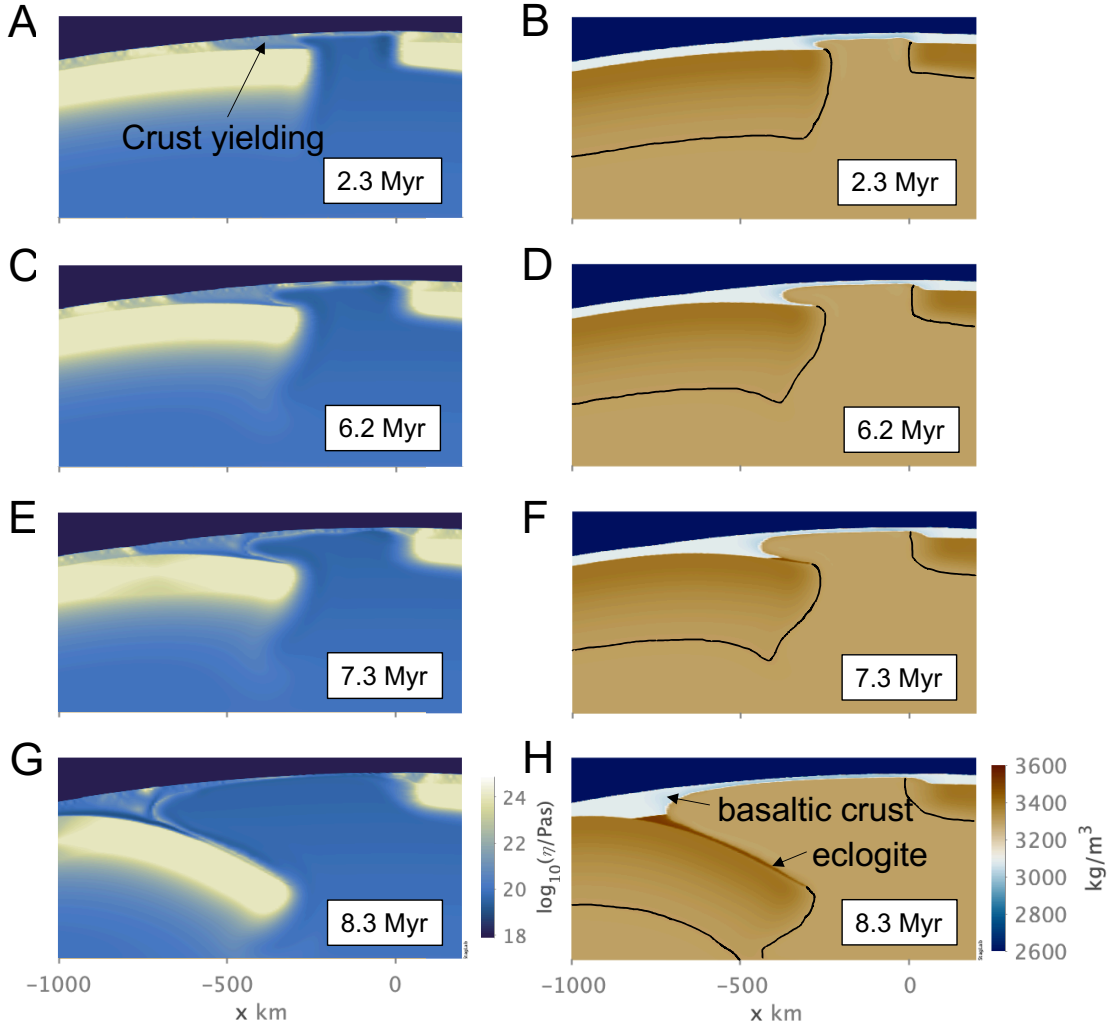 A
B
Crust yielding
2.3 Myr
2.3 Myr
C
D
6.2 Myr
6.2 Myr
E
F
7.3 Myr
7.3 Myr
G
H
24
22
20
18
log₁₀(η/Pas)
8.3 Myr
StagLab
basaltic crust
eclogite
8.3 Myr
StagLab
3600
3400
3200
3000
2800
2600
kg/m³
−1000 −500 0
x km
−1000 −500 0
x km